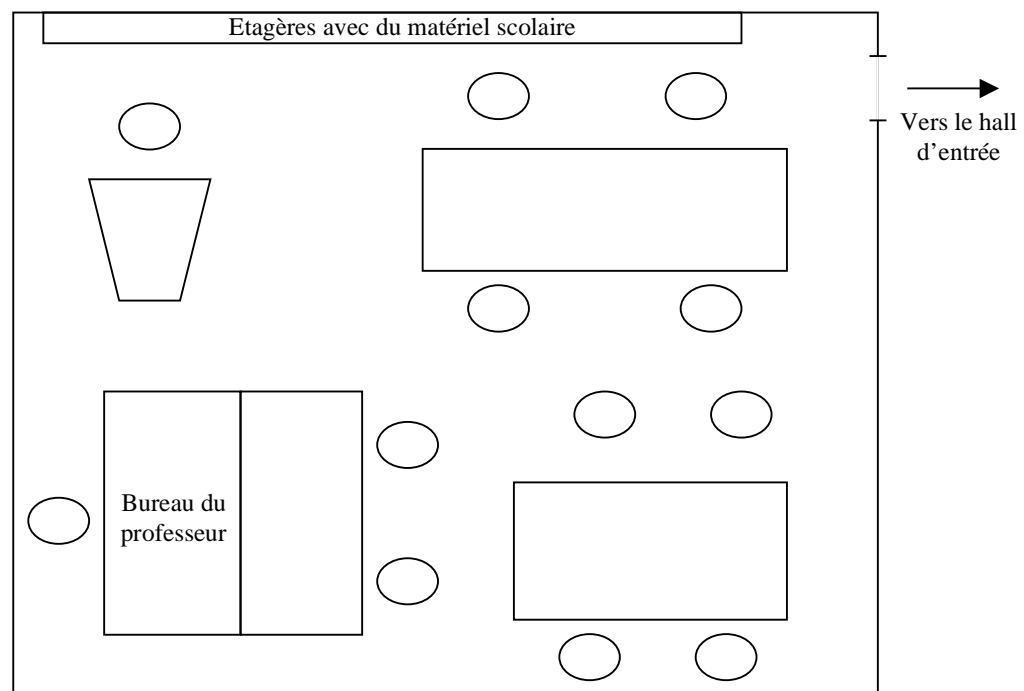 Etagères avec du matériel scolaire
Vers le hall
d’entrée
Bureau du
professeur